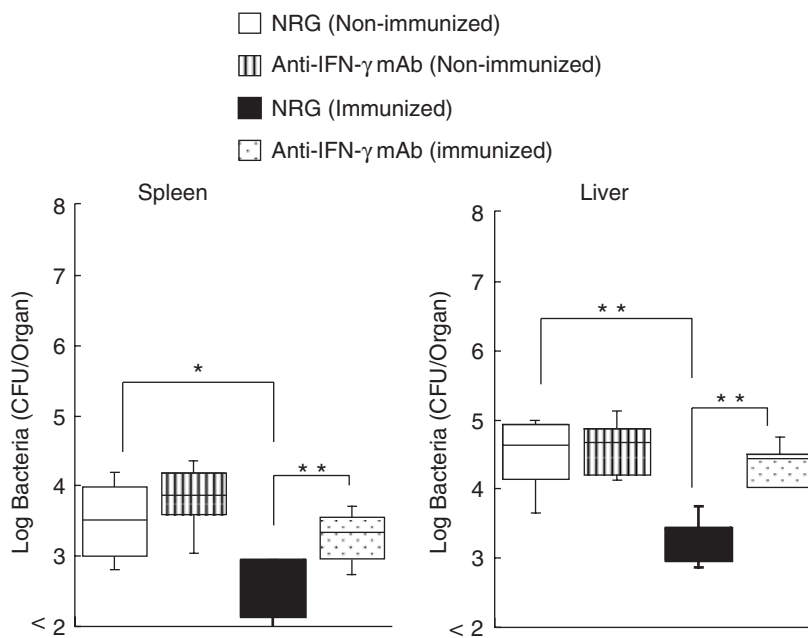 NRG (Non-immunized)
Anti-IFN-γ mAb (Non-immunized)
NRG (Immunized)
Anti-IFN-γ mAb (immunized)
Spleen
Log Bacteria (CFU/Organ)
8
7
6
5
4
3
< 2
*
* *
Liver
Log Bacteria (CFU/Organ)
8
7
6
5
4
3
< 2
* *
* *